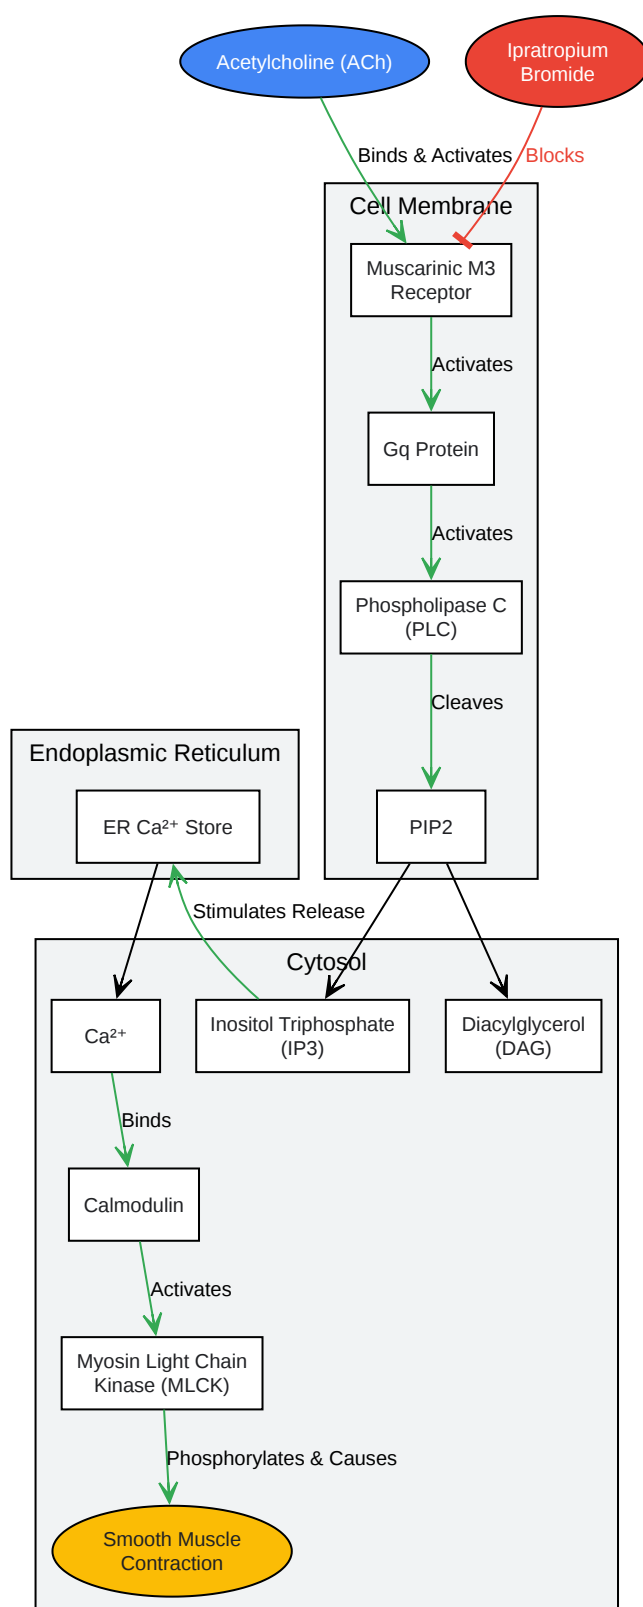 Acetylcholine (ACh)
Ipratropium
Bromide
Binds & Activates
Blocks
Cell Membrane
Muscarinic M3
Receptor
Activates
Gq Protein
Activates
Phospholipase C
(PLC)
Cleaves
Endoplasmic Reticulum
ER Ca²⁺ Store
PIP2
Stimulates Release
Cytosol
Ca²⁺
Inositol Triphosphate
(IP3)
Diacylglycerol
(DAG)
Binds
Calmodulin
Activates
Myosin Light Chain
Kinase (MLCK)
Phosphorylates & Causes
Smooth Muscle
Contraction